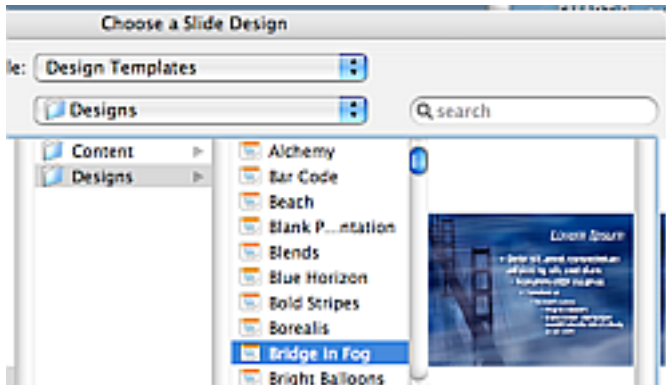 Choose a Slide Design
le: Design Templates
Designs
search
Content
Designs
Alchemy
Bar Code
Beach
Blank P...ntation
Blends
Blue Horizon
Bold Stripes
Borealis
Bridge in Fog
Bright Balloons
Lorem Ipsum